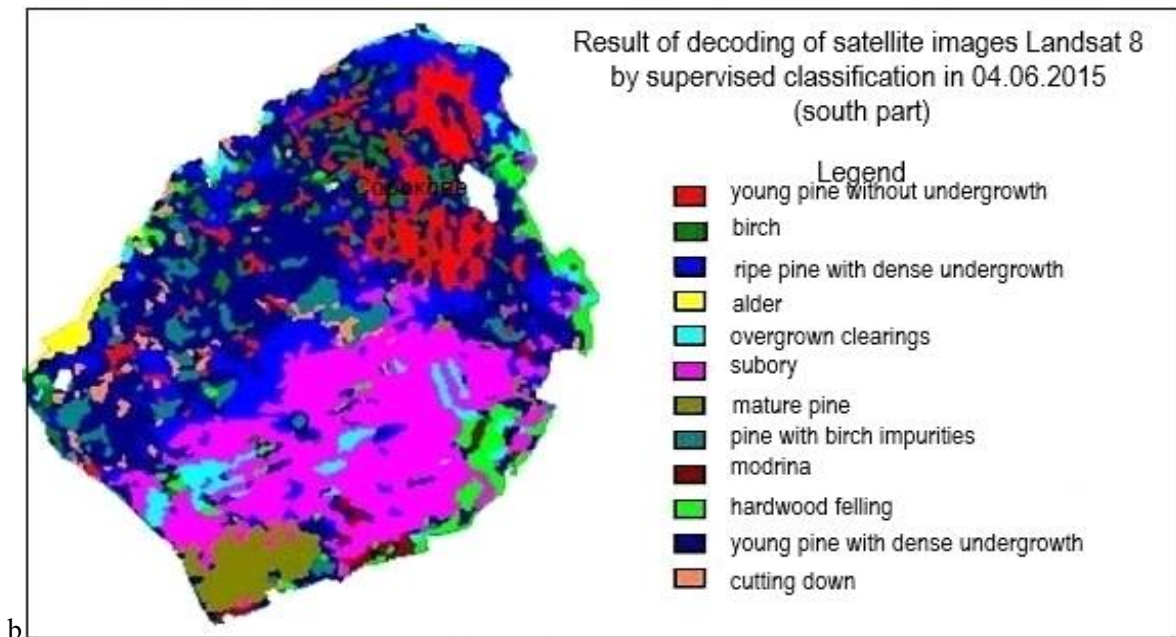 Result of decoding of satellite images Landsat 8
by supervised classification in 04.06.2015
(south part)
Legend
young pine without undergrowth
birch
ripe pine with dense undergrowth
alder
overgrown clearings
subory
mature pine
pine with birch impurities
modrina
hardwood felling
young pine with dense undergrowth
cutting down
b